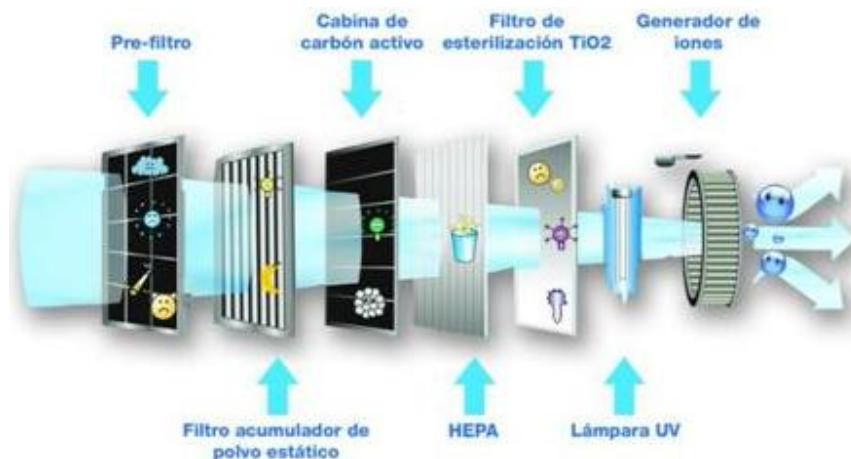 Pre-filtro
Cabina de
carbón activo
Filtro de
esterilización TiO2
Generador de
iones
Filtro acumulador de
polvo estático
HEPA
Lámpara UV